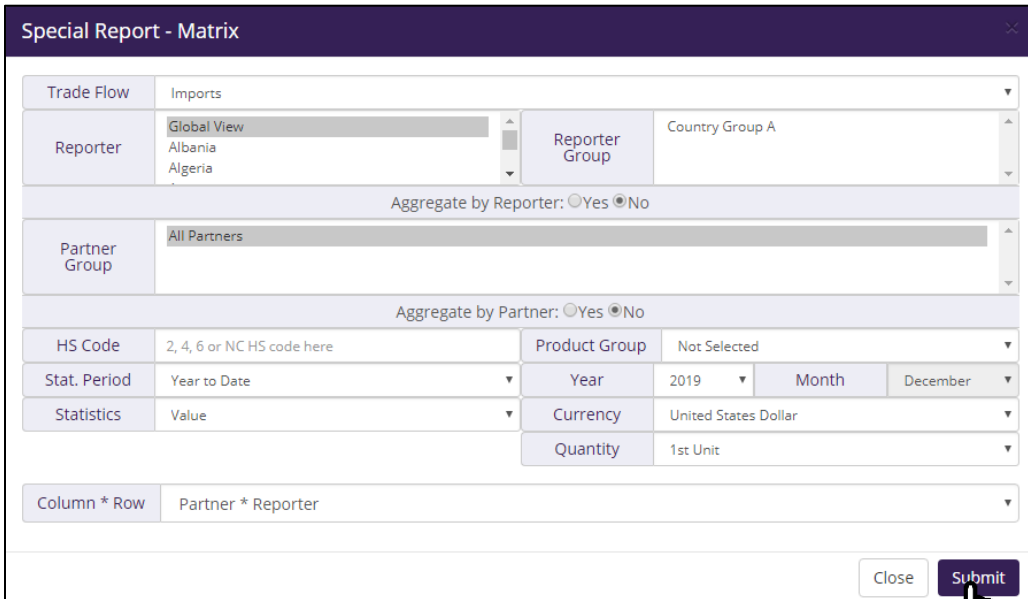 Special Report - Matrix
Trade Flow
Imports
Reporter
Global View
Albania
Algeria
Reporter
Group
Country Group A
Aggregate by Reporter: Yes No
Partner
Group
All Partners
Aggregate by Partner: Yes No
HS Code
2, 4, 6 or NC HS code here
Product Group
Not Selected
Stat. Period
Year to Date
Year
2019
Month
December
Statistics
Value
Currency
United States Dollar
Quantity
1st Unit
Column * Row
Partner * Reporter
Close
Submit